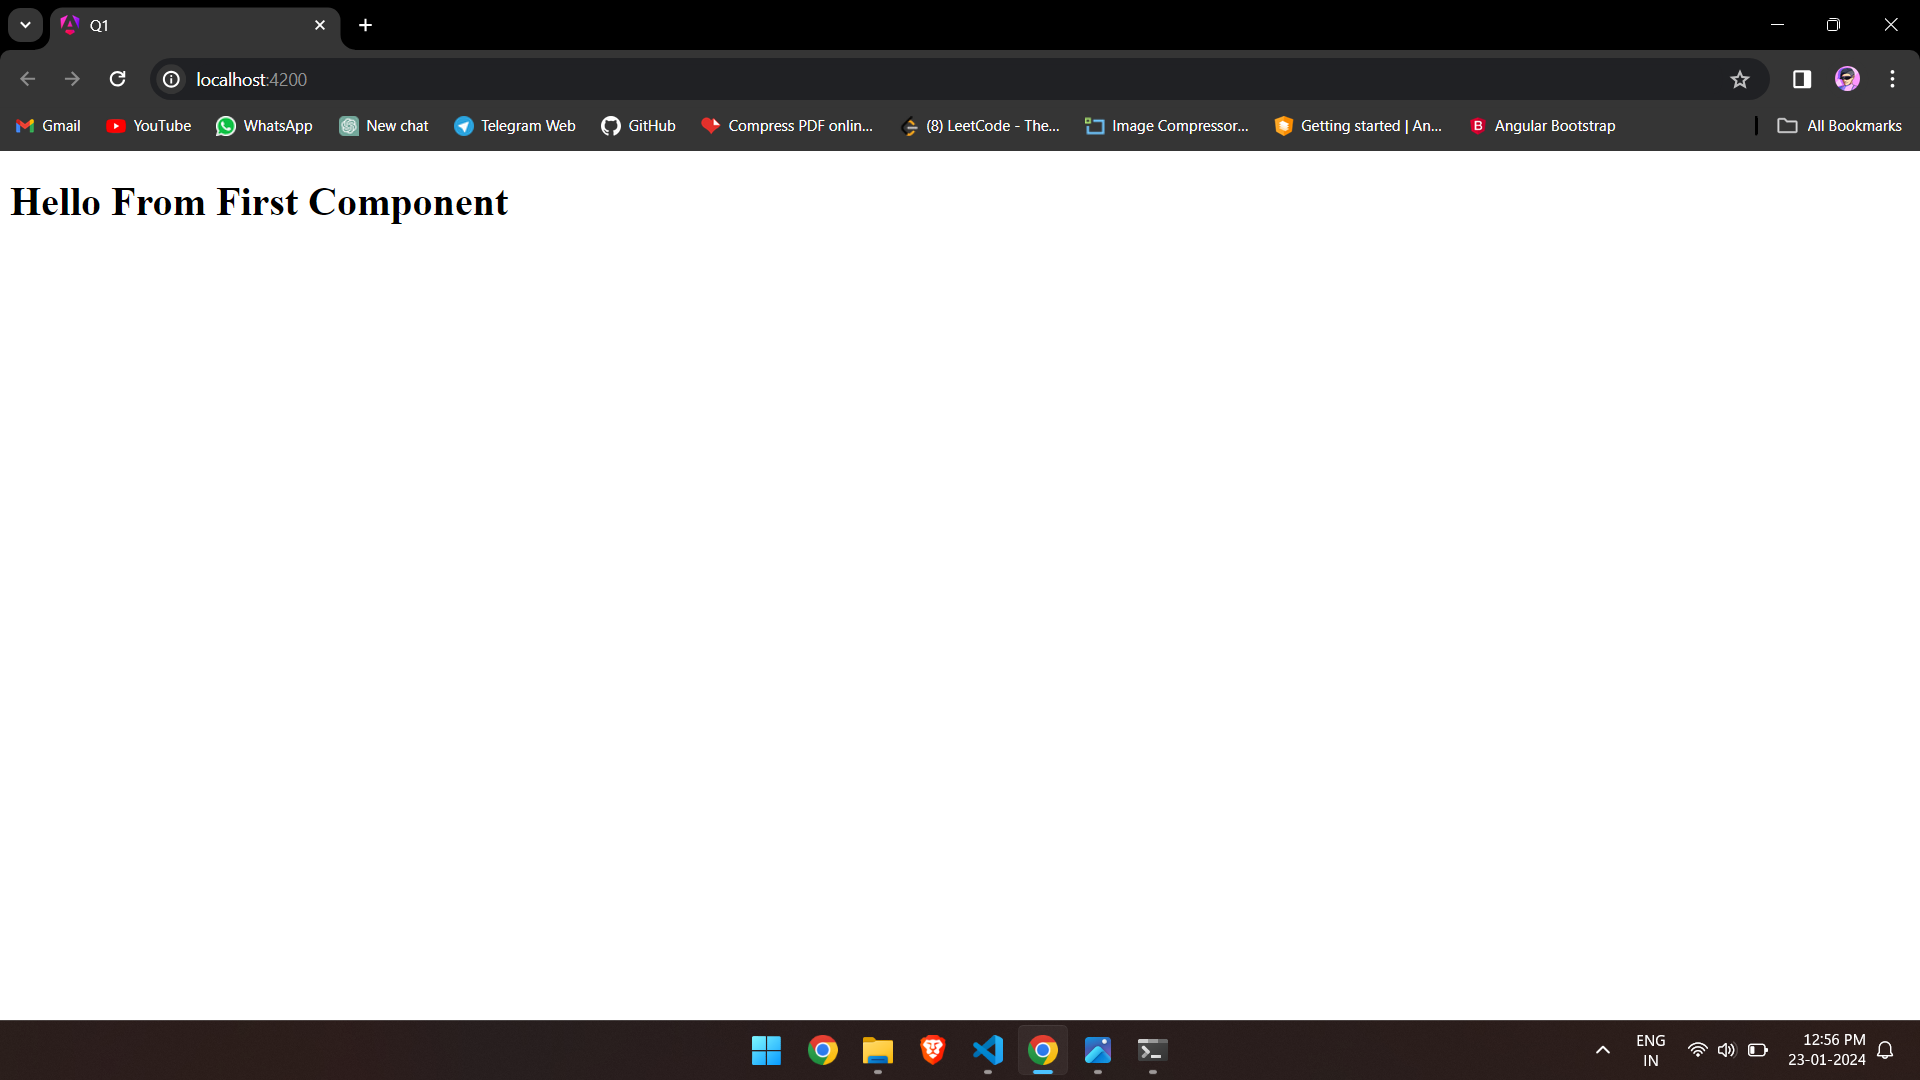 Q1
localhost:4200
Gmail
YouTube
WhatsApp
New chat
Telegram Web
GitHub
Compress PDF onlin...
(8) LeetCode - The...
Image Compressor...
Getting started | An...
Angular Bootstrap
All Bookmarks
Hello From First Component
ENG
IN
12:56 PM
23-01-2024